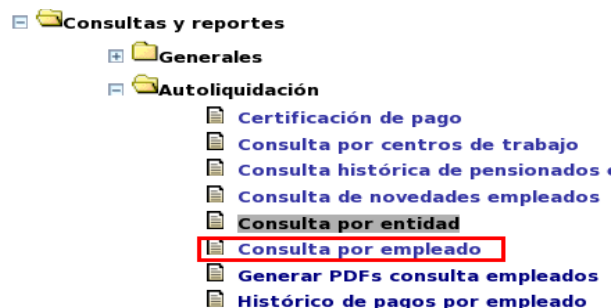 Consultas y reportes
Generales
Autoliquidación
Certificación de pago
Consulta por centros de trabajo
Consulta histórica de pensionados
Consulta de novedades empleados
Consulta por entidad
Consulta por empleado
Generar PDFs consulta empleados
Histórico de pagos por empleado